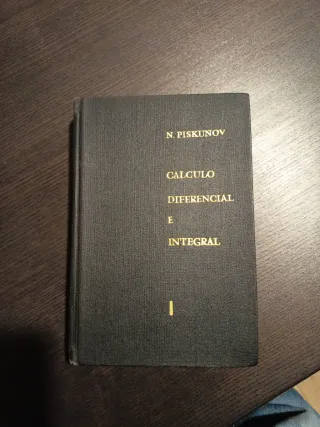 N. PISKUNOV
CALCULO
DIFERENCIAL
E
INTEGRAL
I